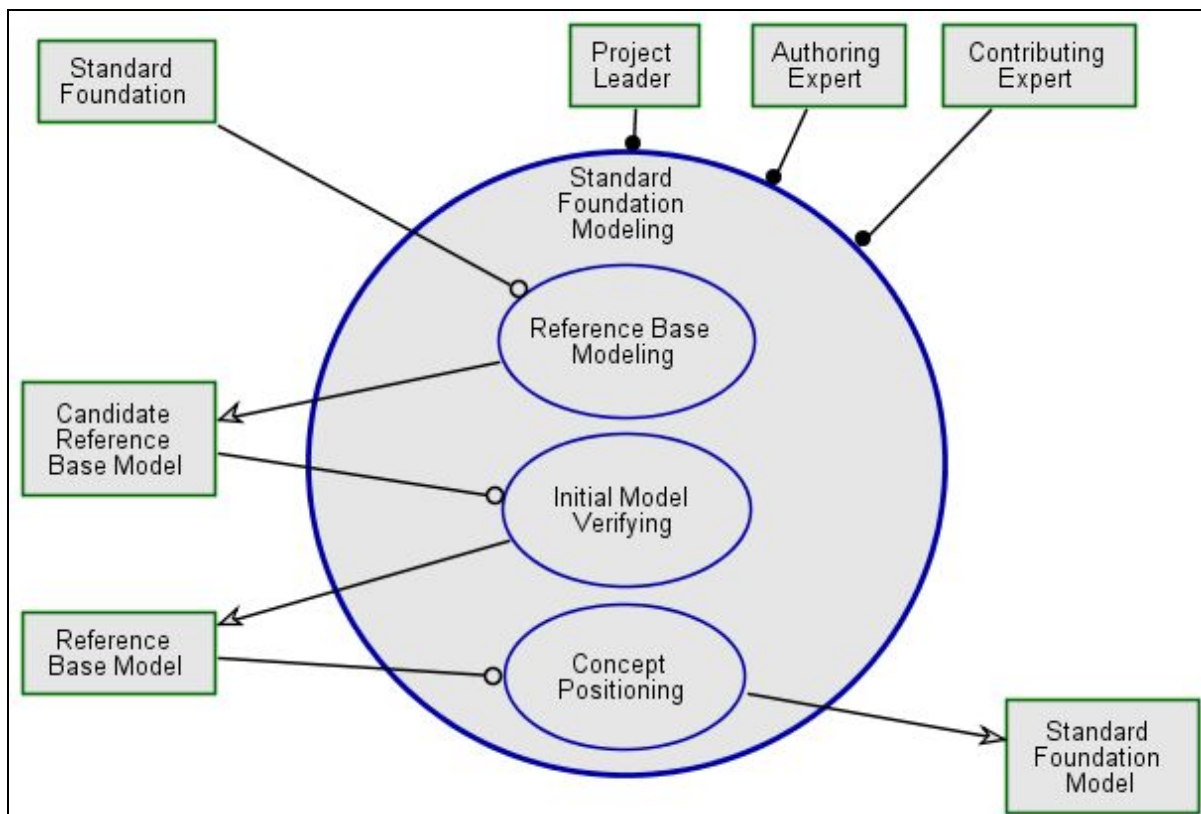 Standard
Foundation
Project
Leader
Authoring
Expert
Contributing
Expert
Standard
Foundation
Modeling
Reference Base
Modeling
Candidate
Reference
Base Model
Initial Model
Verifying
Reference
Base Model
Concept
Positioning
Standard
Foundation
Model